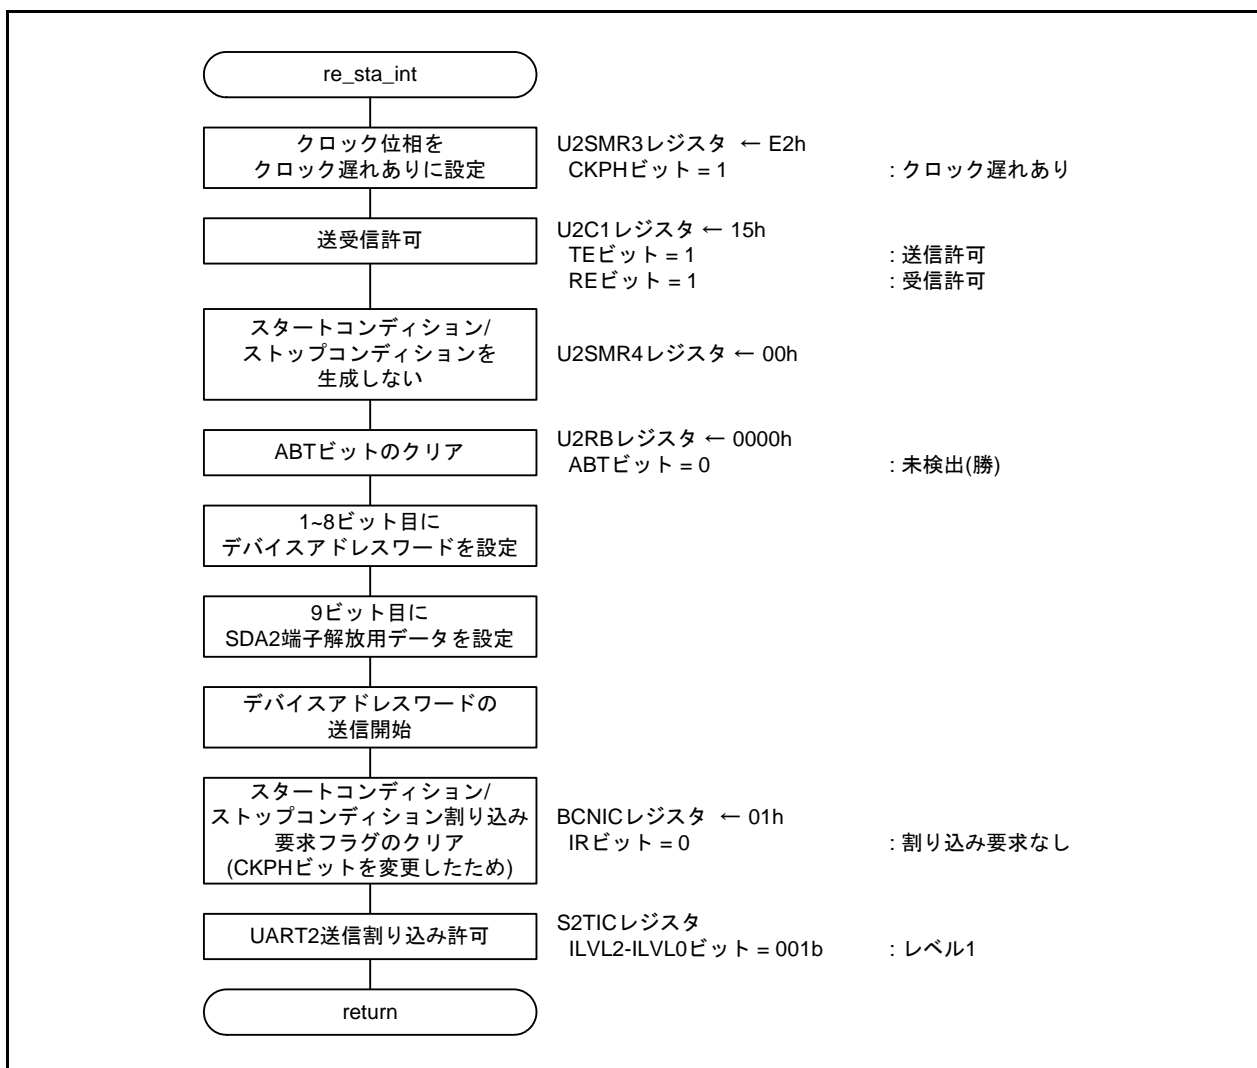 re_sta_int
クロック位相を
クロック遅れありに設定
U2SMR3レジスタ ← E2h
CKPHビット = 1 : クロック遅れあり
送受信許可
U2C1レジスタ ← 15h
TEビット = 1 : 送信許可
REビット = 1 : 受信許可
スタートコンディション/
ストップコンディションを
生成しない
U2SMR4レジスタ ← 00h
ABTビットのクリア
U2RBレジスタ ← 0000h
ABTビット = 0 : 未検出(勝)
1~8ビット目に
デバイスアドレスワードを設定
9ビット目に
SDA2端子解放用データを設定
デバイスアドレスワードの
送信開始
スタートコンディション/
ストップコンディション割り込み
要求フラグのクリア
(CKPHビットを変更したため)
BCNICレジスタ ← 01h
IRビット = 0 : 割り込み要求なし
UART2送信割り込み許可
S2TICレジスタ
ILVL2-ILVL0ビット = 001b : レベル1
return